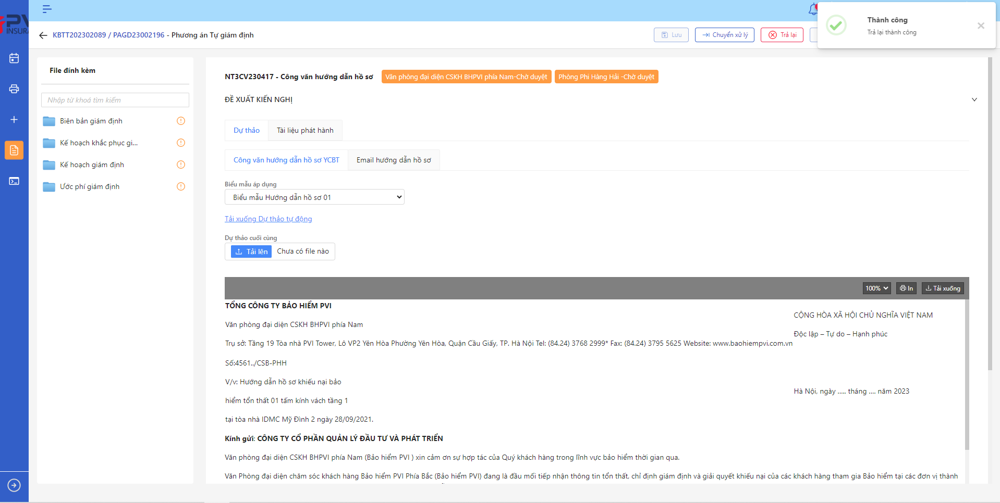 KBTT202302089 / PAGD23002196 - Phương án Tự giám định
Lưu
Chuyển xử lý
Trả lại
Thành công
Trả lại thành công
File đính kèm
Nhập từ khoá tìm kiếm
Biên bản giám định
Kế hoạch khắc phục gi...
Kế hoạch giám định
Ước phí giám định
NT3CV230417 - Công văn hướng dẫn hồ sơ
Văn phòng đại diện CSKH BHPVI phía Nam-Chờ duyệt
Phòng Phi Hàng Hải -Chờ duyệt
ĐỀ XUẤT KIẾN NGHỊ
Dự thảo
Tài liệu phát hành
Công văn hướng dẫn hồ sơ YCBT
Email hướng dẫn hồ sơ
Biểu mẫu áp dụng
Biểu mẫu Hướng dẫn hồ sơ 01
Tải xuống Dự thảo tự động
Dự thảo cuối cùng
Tải lên
Chưa có file nào
100%
In
Tải xuống
TỔNG CÔNG TY BẢO HIỂM PVI
CỘNG HÒA XÃ HỘI CHỦ NGHĨA VIỆT NAM
Văn phòng đại diện CSKH BHPVI phía Nam
Độc lập – Tự do – Hạnh phúc
Trụ sở: Tầng 19 Tòa nhà PVI Tower, Lô VP2 Yên Hòa Phường Yên Hòa, Quận Cầu Giấy, TP. Hà Nội Tel: (84.24) 3768 2999* Fax: (84.24) 3795 5625 Website: www.baohiempvi.com.vn
Số:4561../CSB-PHH
V/v: Hướng dẫn hồ sơ khiếu nại bảo
Hà Nội, ngày ..... tháng .... năm 2023
hiểm tổn thất 01 tấm kính vách tầng 1
tại tòa nhà IDMC Mỹ Đình 2 ngày 28/09/2021.
Kính gửi: CÔNG TY CỔ PHẦN QUẢN LÝ ĐẦU TƯ VÀ PHÁT TRIỂN
Văn phòng đại diện CSKH BHPVI phía Nam (Bảo hiểm PVI ) xin cảm ơn sự hợp tác của Quý khách hàng trong lĩnh vực bảo hiểm thời gian qua.
Văn Phòng đại diện chăm sóc khách hàng Bảo hiểm PVI Phía Bắc (Bảo hiểm PVI) đang là đầu mối tiếp nhận thông tin tổn thất, chỉ định giám định và giải quyết khiếu nại của các khách hàng tham gia Bảo hiểm tại các đơn vị thành